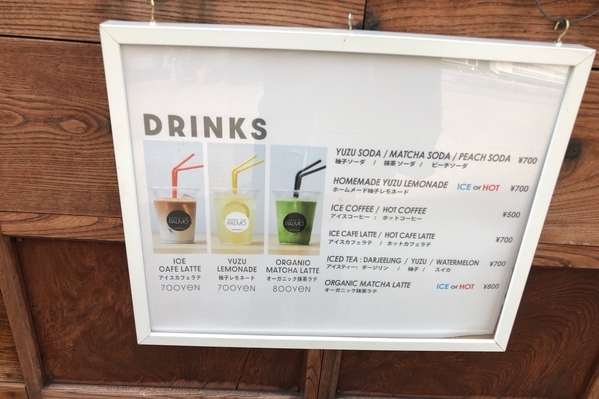 DRINKS
PALMO
PALMO
ICE
CAFE LATTE
アイスカフェラテ
700YEN
YUZU
LEMONADE
柚子レモネード
700YEN
ORGANIC
MATCHA LATTE
オーガニック抹茶ラテ
800YEN
YUZU SODA / MATCHA SODA / PEACH SODA ¥700
柚子ソーダ / 抹茶ソーダ / ピーチソーダ
HOMEMADE YUZU LEMONADE ICE or HOT ¥700
ホームメード柚子レモネード
ICE COFFEE / HOT COFFEE ¥500
アイスコーヒー : ホットコーヒー
ICE CAFE LATTE / HOT CAFE LATTE ¥700
アイスカフェラテ / ホットカフェラテ
ICED TEA : DARJEELING / YUZU / WATERMELON ¥700
アイスティー: ダージリン / 柚子 / スイカ
ORGANIC MATCHA LATTE ICE or HOT ¥800
オーガニック抹茶ラテ